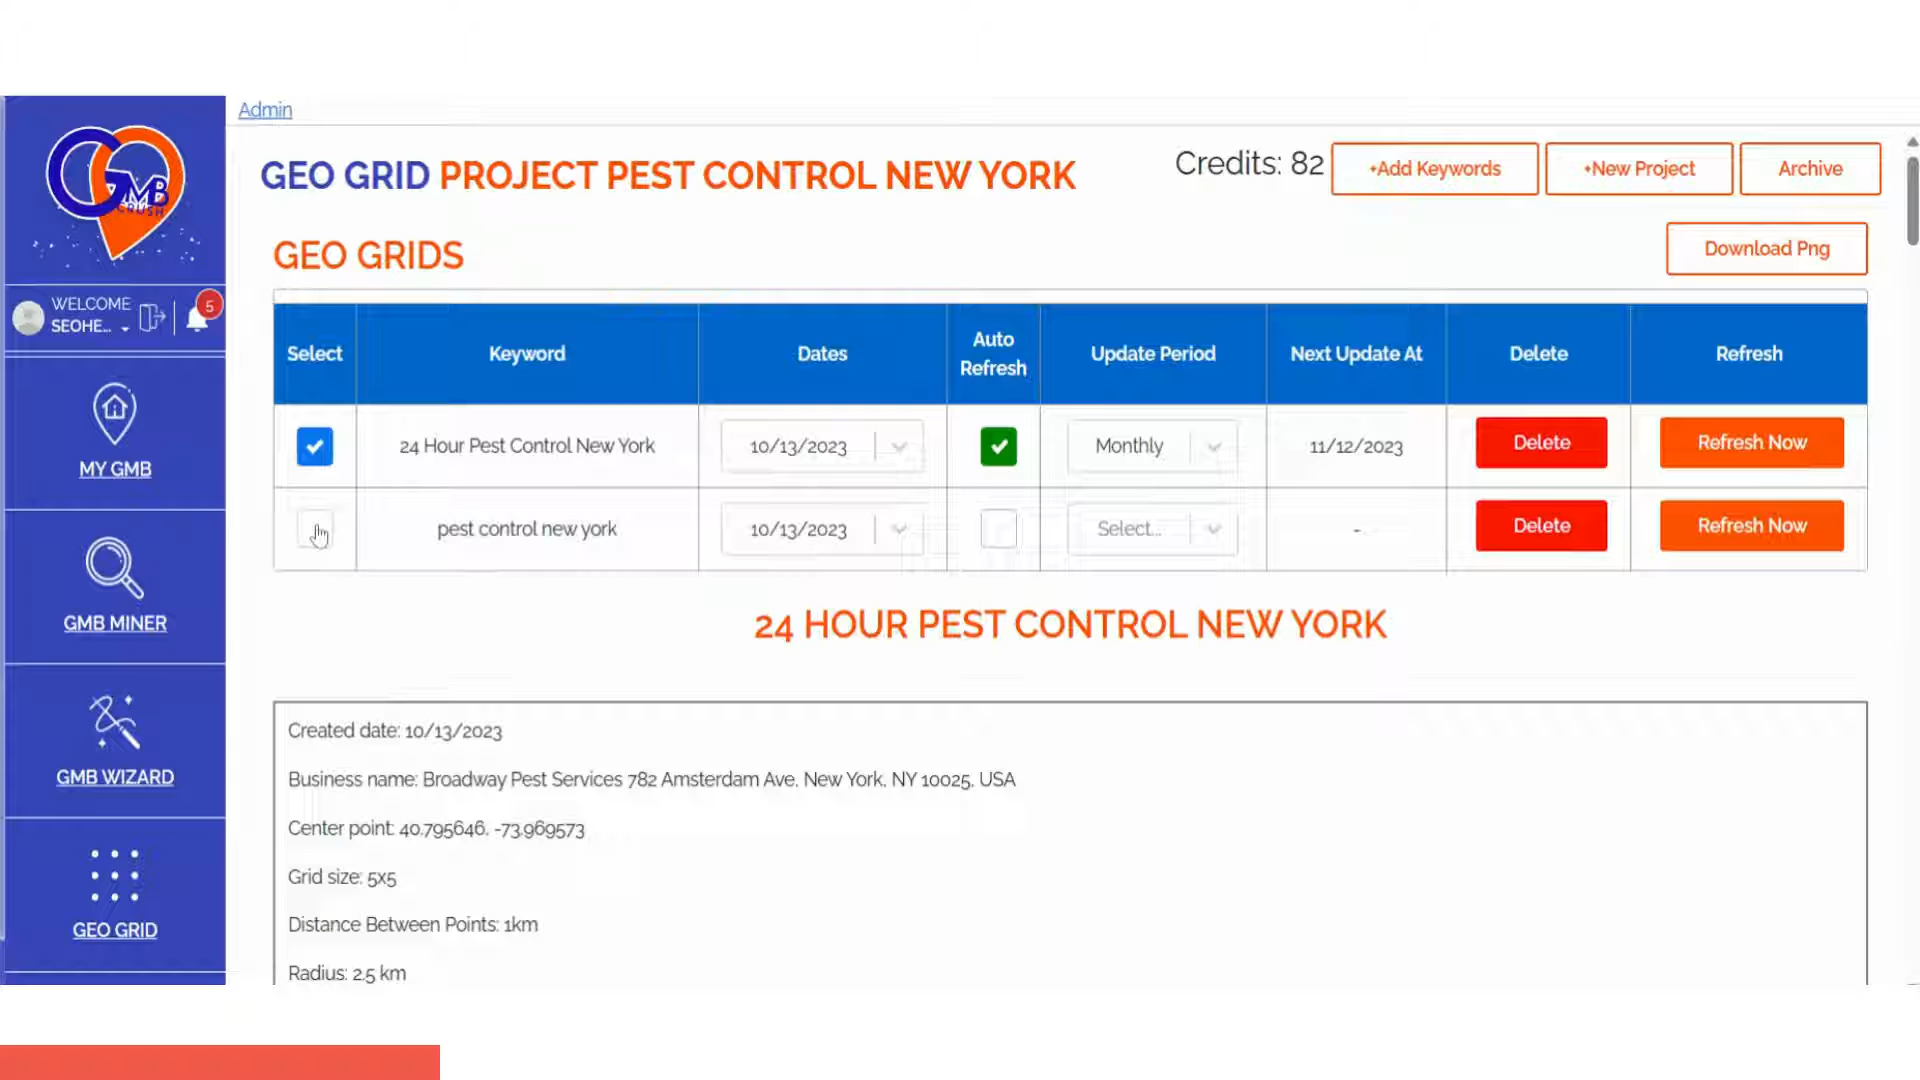 Admin
GEO GRID PROJECT PEST CONTROL NEW YORK
Credits: 82
+Add Keywords
+New Project
Archive
GMB
CRUSH
GEO GRIDS
Download Png
WELCOME
SEOHE...
5
Select Keyword Dates Auto Refresh Update Period Next Update At Delete Refresh
24 Hour Pest Control New York 10/13/2023 Monthly 11/12/2023 Delete Refresh Now
pest control new york 10/13/2023 Select... - Delete Refresh Now
MY GMB
GMB MINER
GMB WIZARD
GEO GRID
24 HOUR PEST CONTROL NEW YORK
Created date: 10/13/2023
Business name: Broadway Pest Services 782 Amsterdam Ave, New York, NY 10025, USA
Center point: 40.795646, -73.969573
Grid size: 5x5
Distance Between Points: 1km
Radius: 2.5 km